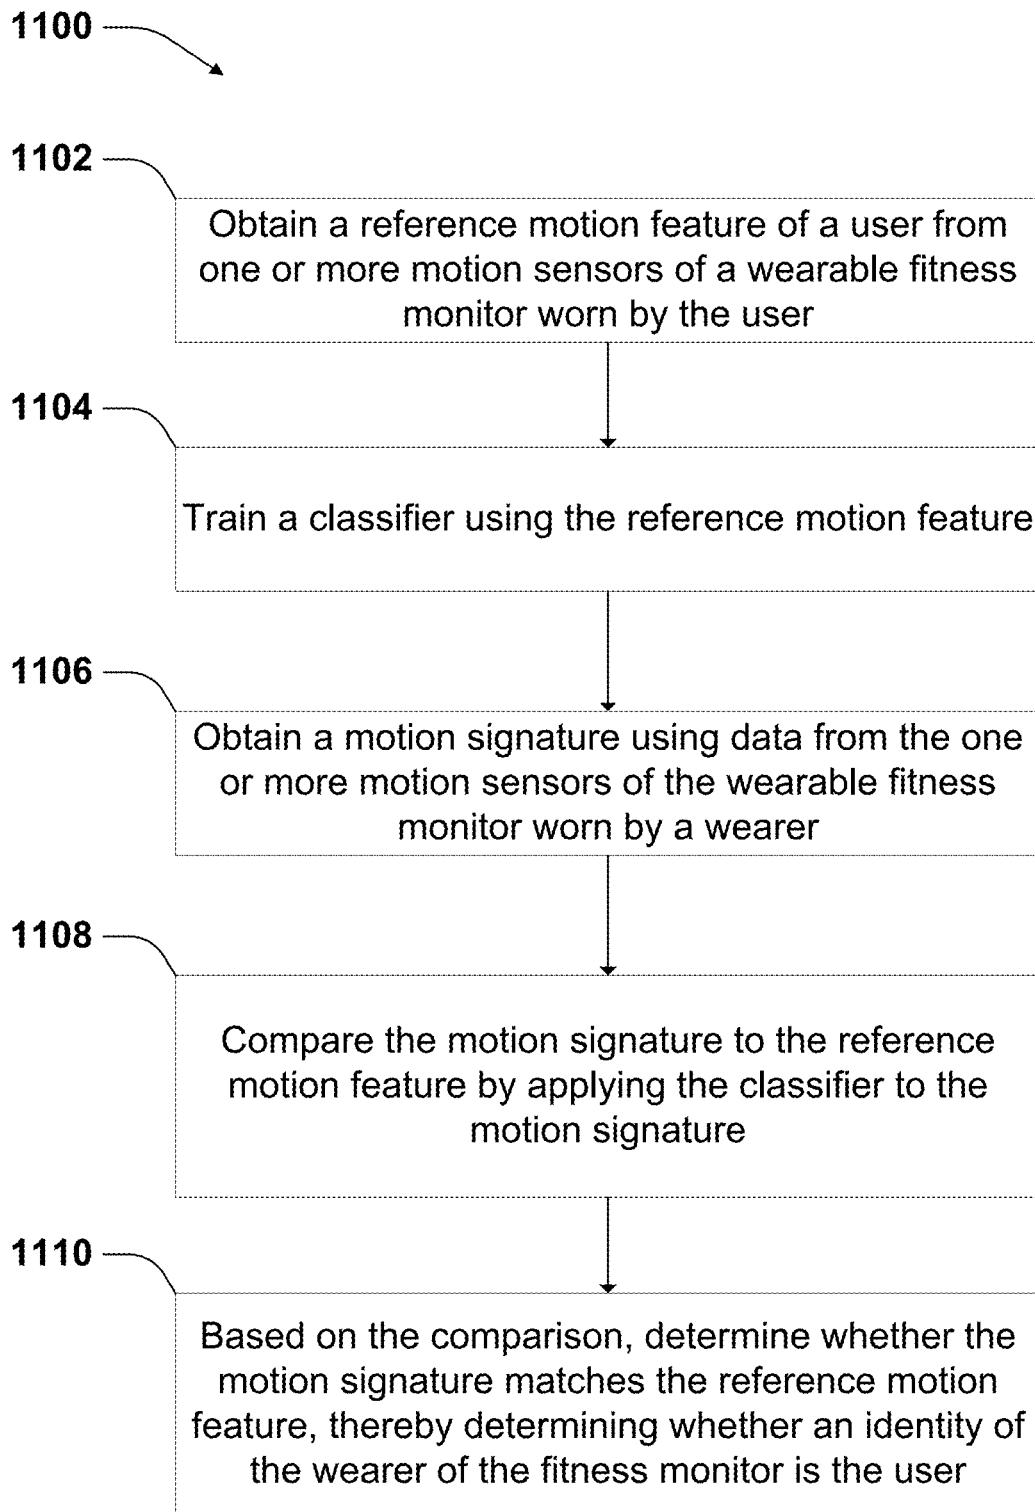 1100
1102
Obtain a reference motion feature of a user from
one or more motion sensors of a wearable fitness
monitor worn by the user
1104
Train a classifier using the reference motion feature
1106
Obtain a motion signature using data from the one
or more motion sensors of the wearable fitness
monitor worn by a wearer
1108
Compare the motion signature to the reference
motion feature by applying the classifier to the
motion signature
1110
Based on the comparison, determine whether the
motion signature matches the reference motion
feature, thereby determining whether an identity of
the wearer of the fitness monitor is the user